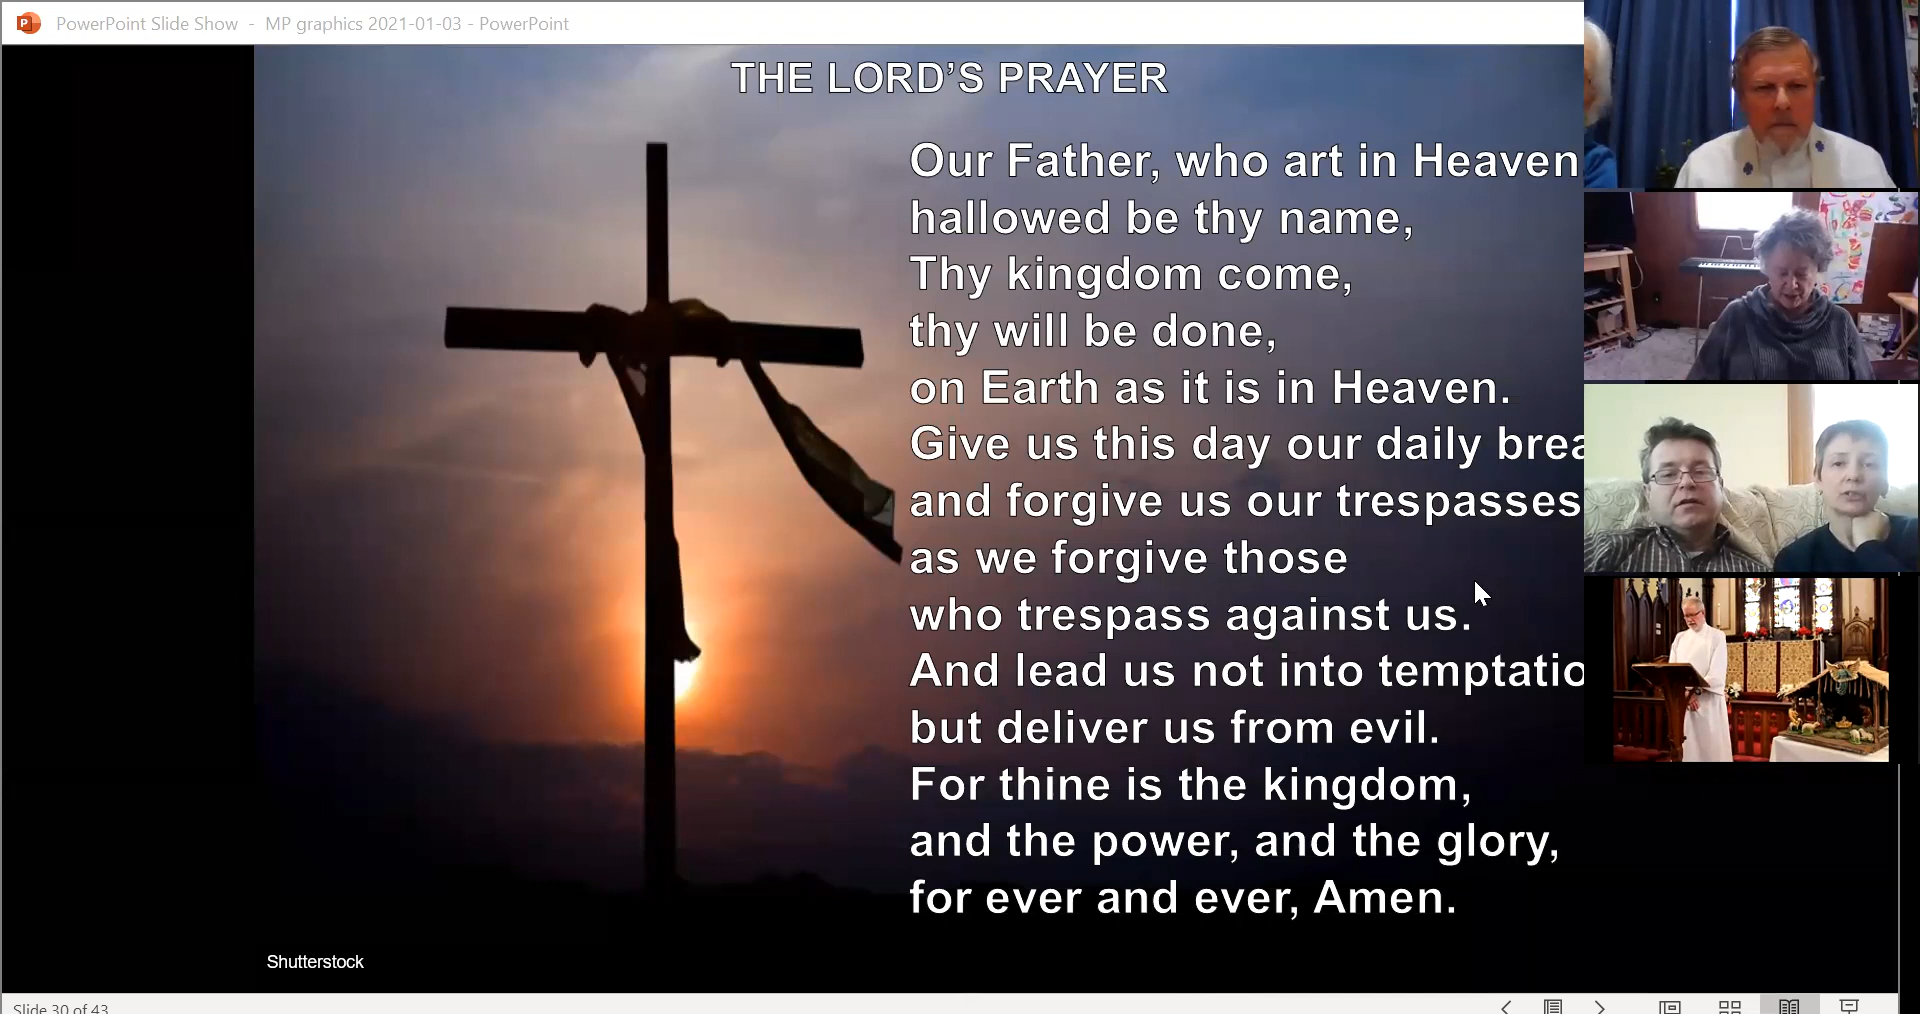 PowerPoint Slide Show - MP graphics 2021-01-03 - PowerPoint
THE LORD’S PRAYER
Our Father, who art in Heaven
hallowed be thy name,
Thy kingdom come,
thy will be done,
on Earth as it is in Heaven.
Give us this day our daily brea
and forgive us our trespasses
as we forgive those
who trespass against us.
And lead us not into temptatio
but deliver us from evil.
For thine is the kingdom,
and the power, and the glory,
for ever and ever, Amen.
Shutterstock
Slide 30 of 43